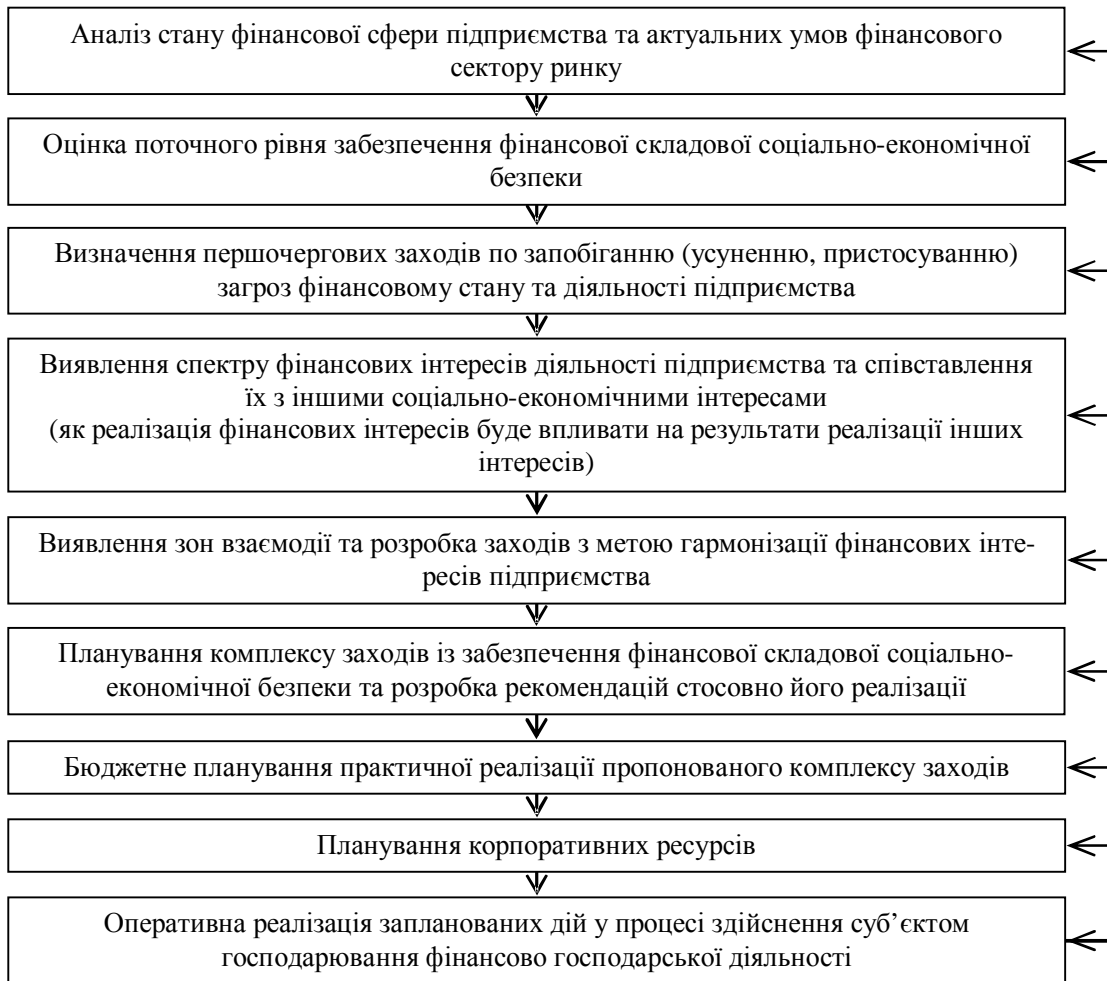 Аналіз стану фінансової сфери підприємства та актуальних умов фінансового
сектору ринку
Оцінка поточного рівня забезпечення фінансової складової соціально-економічної
безпеки
Визначення першочергових заходів по запобіганню (усуненню, пристосуванню)
загроз фінансовому стану та діяльності підприємства
Виявлення спектру фінансових інтересів діяльності підприємства та співставлення
їх з іншими соціально-економічними інтересами
(як реалізація фінансових інтересів буде впливати на результати реалізації інших
інтересів)
Виявлення зон взаємодії та розробка заходів з метою гармонізації фінансових інте-
ресів підприємства
Планування комплексу заходів із забезпечення фінансової складової соціально-
економічної безпеки та розробка рекомендацій стосовно його реалізації
Бюджетне планування практичної реалізації пропонованого комплексу заходів
Планування корпоративних ресурсів
Оперативна реалізація запланованих дій у процесі здійснення суб’єктом
господарювання фінансово господарської діяльності